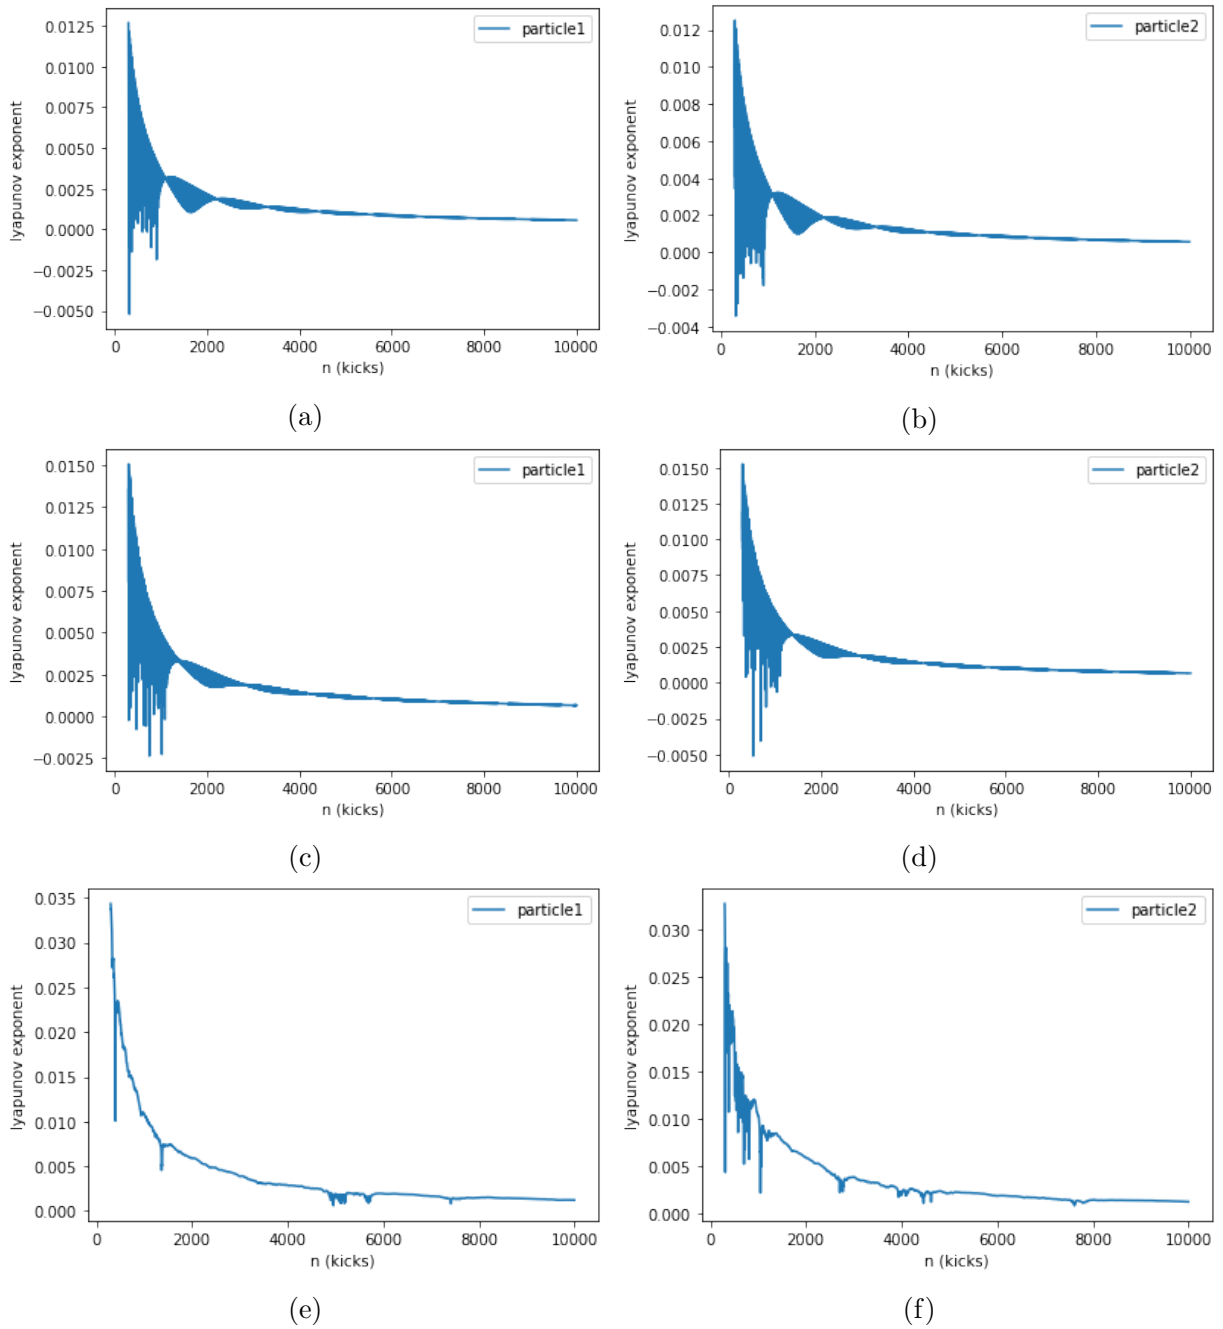 particle1
lyapunov exponent
0.0125
0.0100
0.0075
0.0050
0.0025
0.0000
−0.0025
−0.0050
0 2000 4000 6000 8000 10000
n (kicks)
(a)
particle2
lyapunov exponent
0.012
0.010
0.008
0.006
0.004
0.002
0.000
−0.002
−0.004
0 2000 4000 6000 8000 10000
n (kicks)
(b)
particle1
lyapunov exponent
0.0150
0.0125
0.0100
0.0075
0.0050
0.0025
0.0000
−0.0025
0 2000 4000 6000 8000 10000
n (kicks)
(c)
particle2
lyapunov exponent
0.0150
0.0125
0.0100
0.0075
0.0050
0.0025
0.0000
−0.0025
−0.0050
0 2000 4000 6000 8000 10000
n (kicks)
(d)
particle1
lyapunov exponent
0.035
0.030
0.025
0.020
0.015
0.010
0.005
0.000
0 2000 4000 6000 8000 10000
n (kicks)
(e)
particle2
lyapunov exponent
0.030
0.025
0.020
0.015
0.010
0.005
0.000
0 2000 4000 6000 8000 10000
n (kicks)
(f)